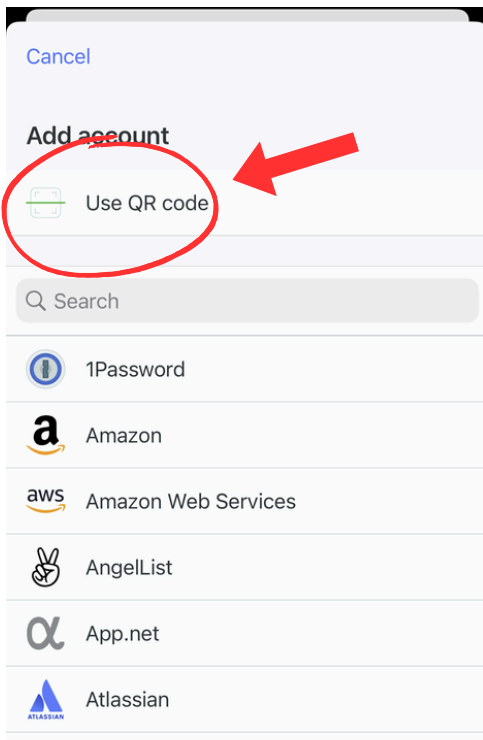 Cancel
Add account
Use QR code
Search
1Password
a Amazon
aws Amazon Web Services
AngelList
App.net
ATLASSIAN Atlassian